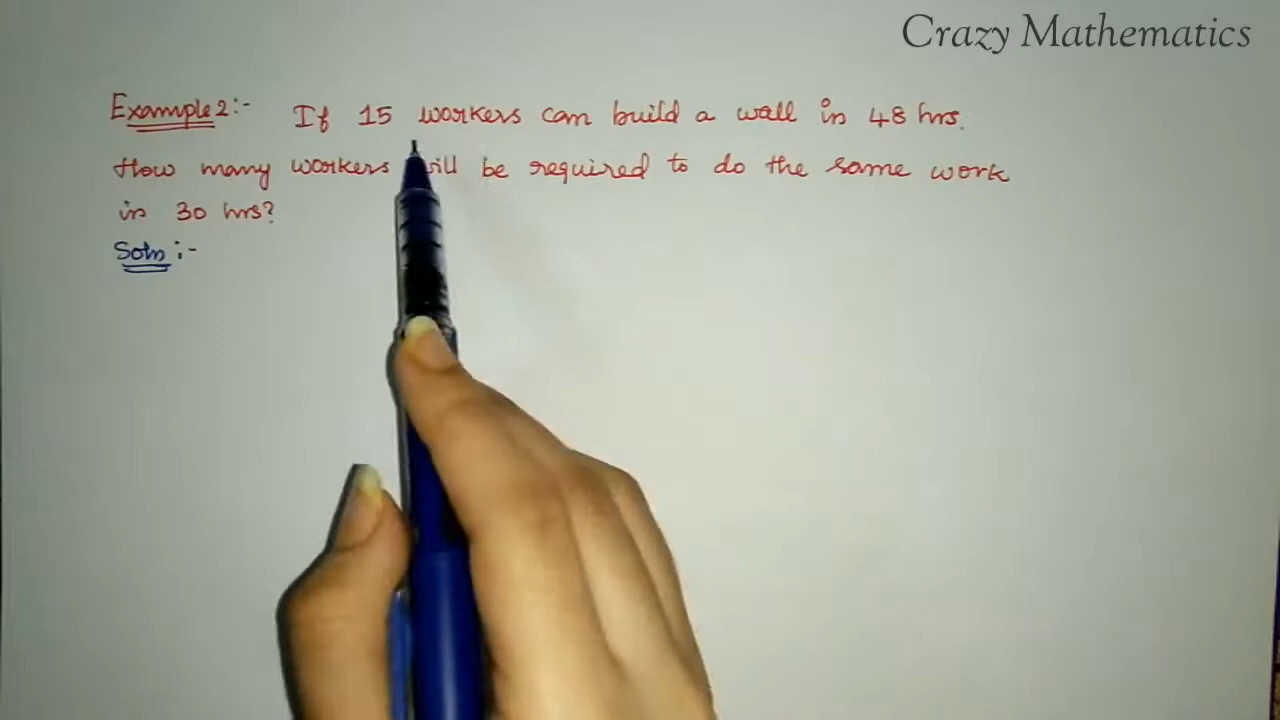 Crazy Mathematics
Example 2:- If 15 workers can build a wall in 48 hrs.
How many workers will be required to do the same work
in 30 hrs?
Soln :-